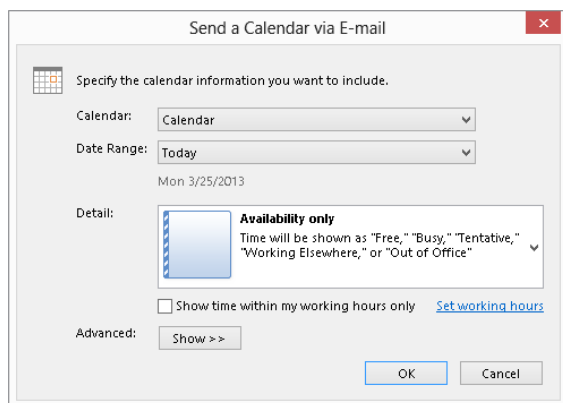 Send a Calendar via E-mail
Specify the calendar information you want to include.
Calendar: Calendar
Date Range: Today
Mon 3/25/2013
Detail: Availability only
Time will be shown as "Free," "Busy," "Tentative,"
"Working Elsewhere," or "Out of Office"
Show time within my working hours only Set working hours
Advanced: Show >>
OK Cancel